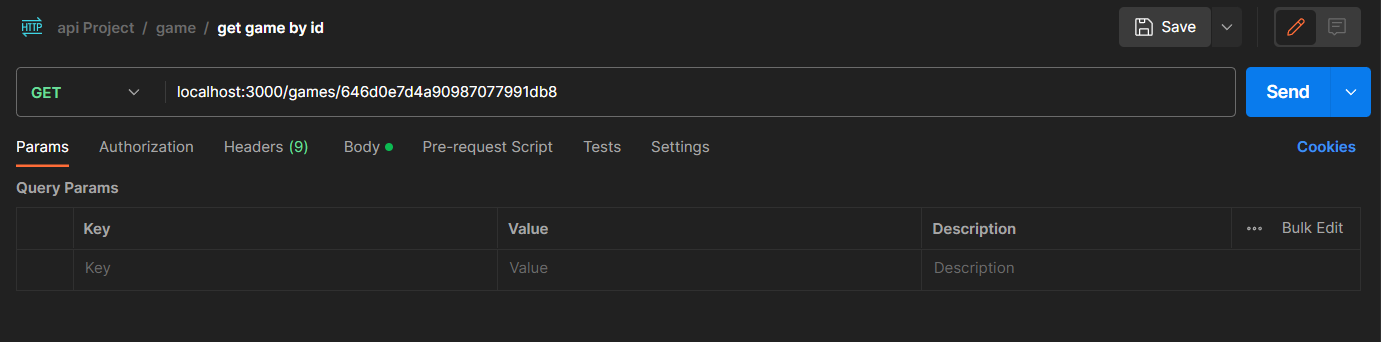 HTTP api Project / game / get game by id Save
GET localhost:3000/games/646d0e7d4a90987077991db8 Send
Params Authorization Headers (9) Body Pre-request Script Tests Settings Cookies
Query Params
Key Value Description Bulk Edit
Key Value Description